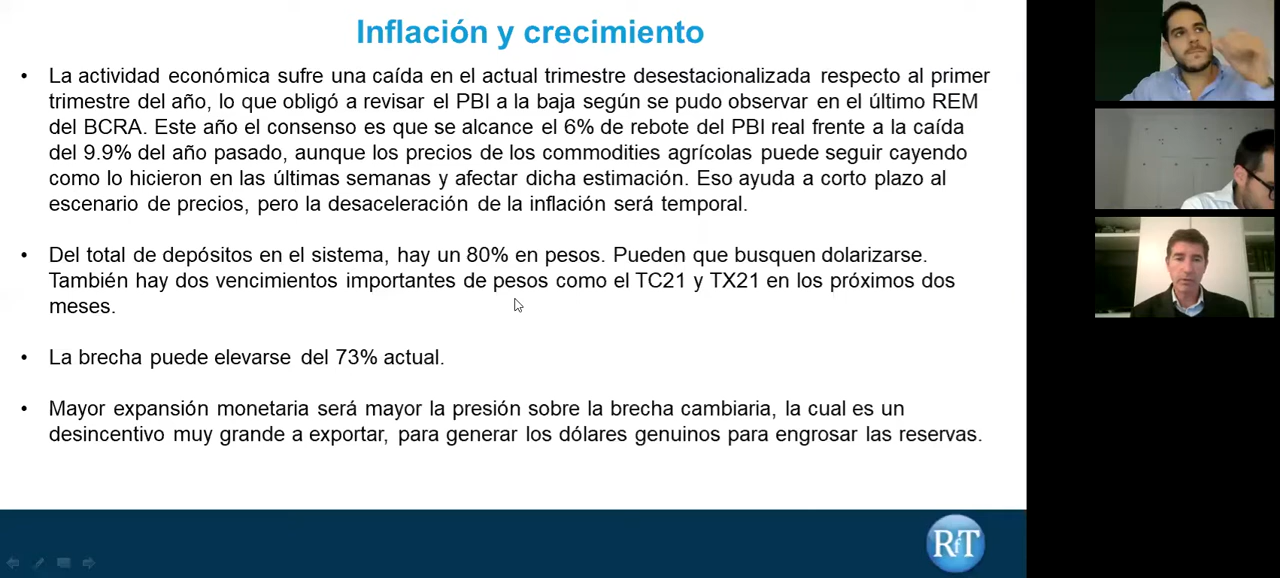 Inflación y crecimiento
• La actividad económica sufre una caída en el actual trimestre desestacionalizada respecto al primer
trimestre del año, lo que obligó a revisar el PBI a la baja según se pudo observar en el último REM
del BCRA. Este año el consenso es que se alcance el 6% de rebote del PBI real frente a la caída
del 9.9% del año pasado, aunque los precios de los commodities agrícolas puede seguir cayendo
como lo hicieron en las últimas semanas y afectar dicha estimación. Eso ayuda a corto plazo al
escenario de precios, pero la desaceleración de la inflación será temporal.
• Del total de depósitos en el sistema, hay un 80% en pesos. Pueden que busquen dolarizarse.
También hay dos vencimientos importantes de pesos como el TC21 y TX21 en los próximos dos
meses.
• La brecha puede elevarse del 73% actual.
• Mayor expansión monetaria será mayor la presión sobre la brecha cambiaria, la cual es un
desincentivo muy grande a exportar, para generar los dólares genuinos para engrosar las reservas.
RfT